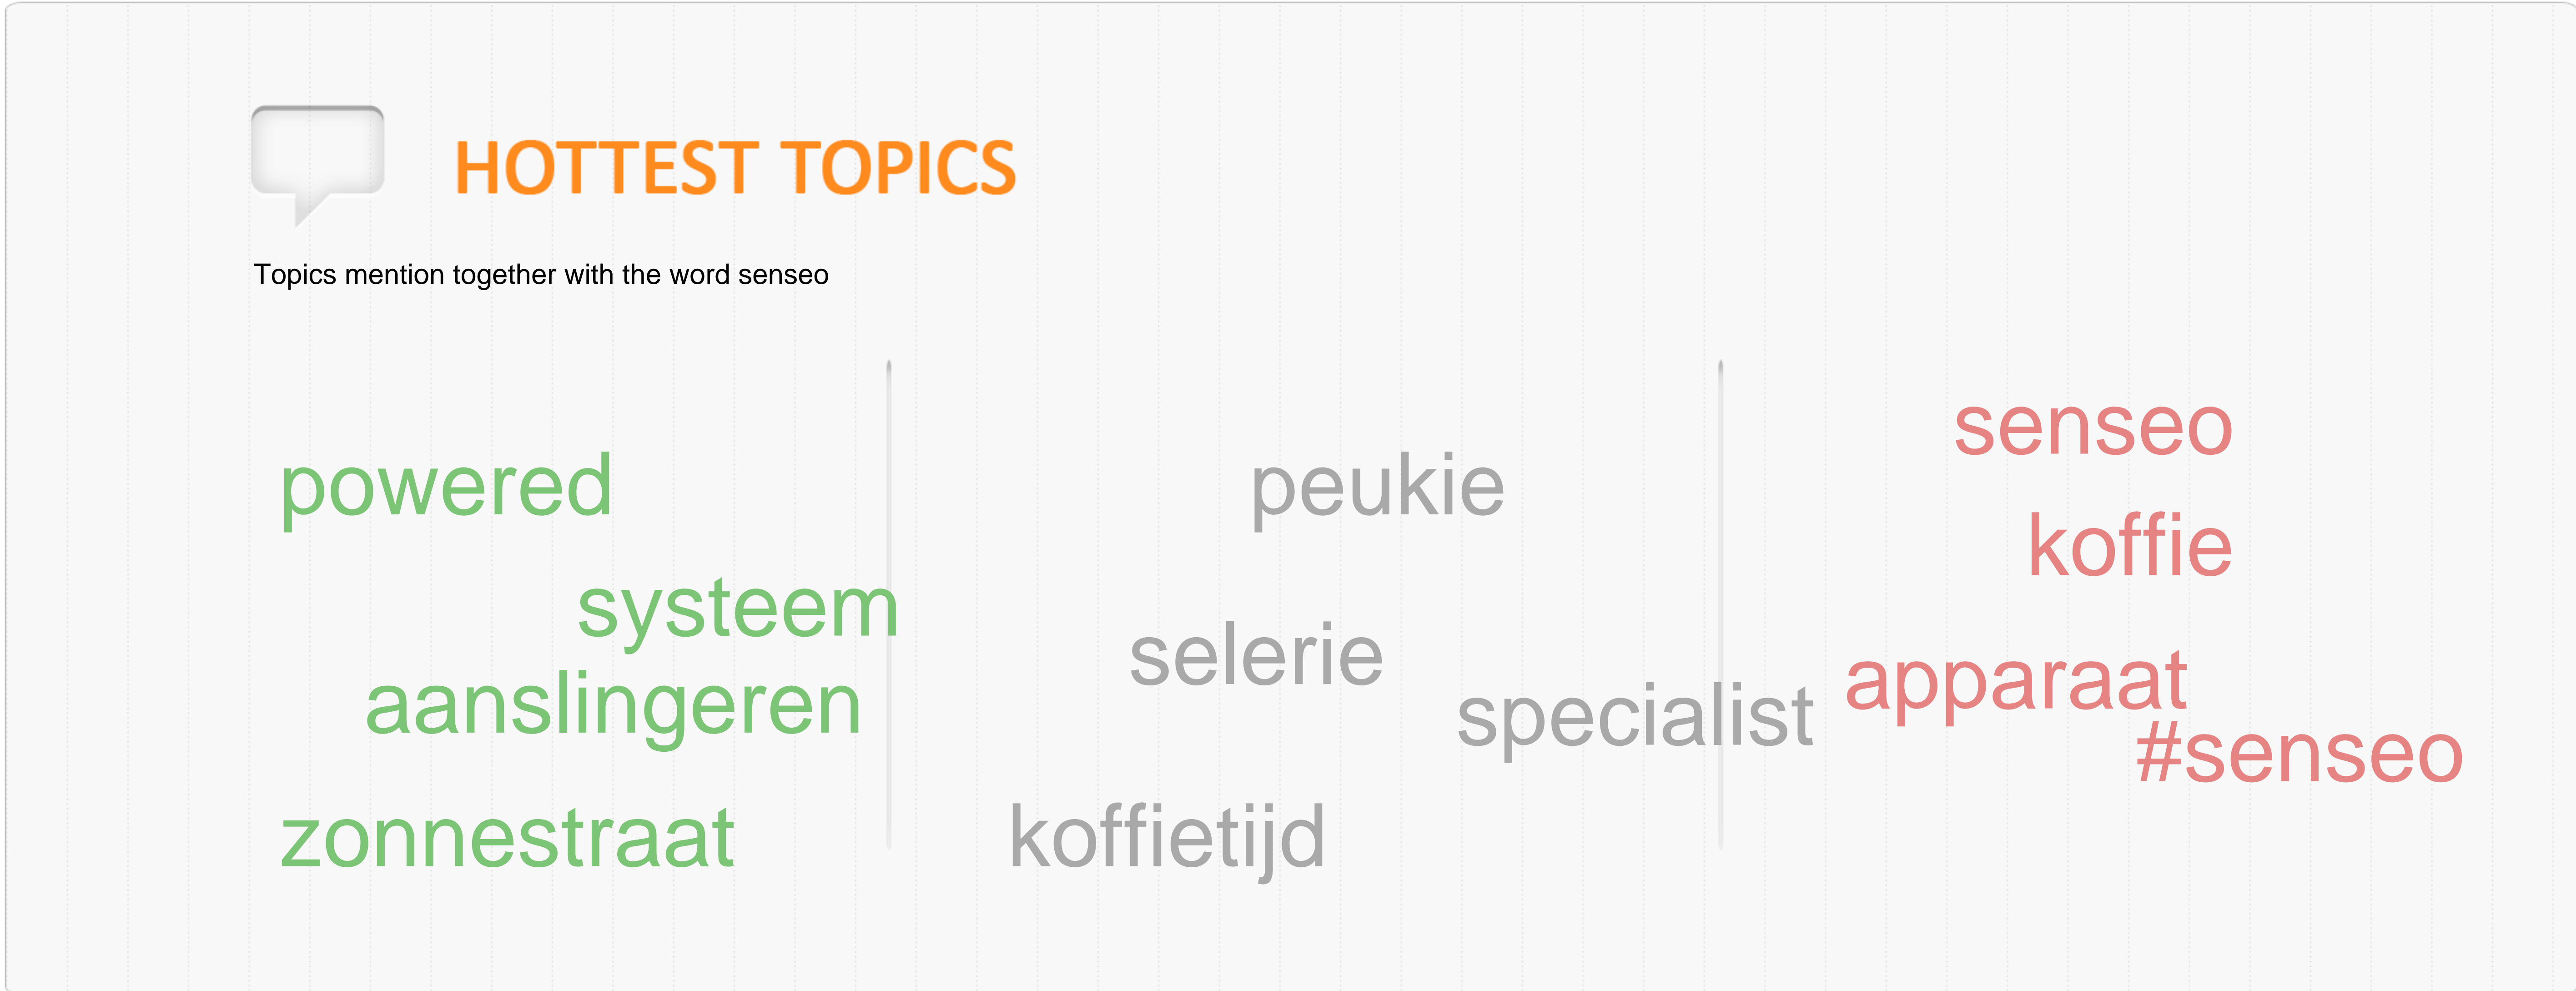 HOTTEST TOPICS
Topics mention together with the word senseo
powered
systeem
aanslingeren
zonnestraat
peukie
selerie
specialist
koffietijd
senseo
koffie
apparaat
#senseo